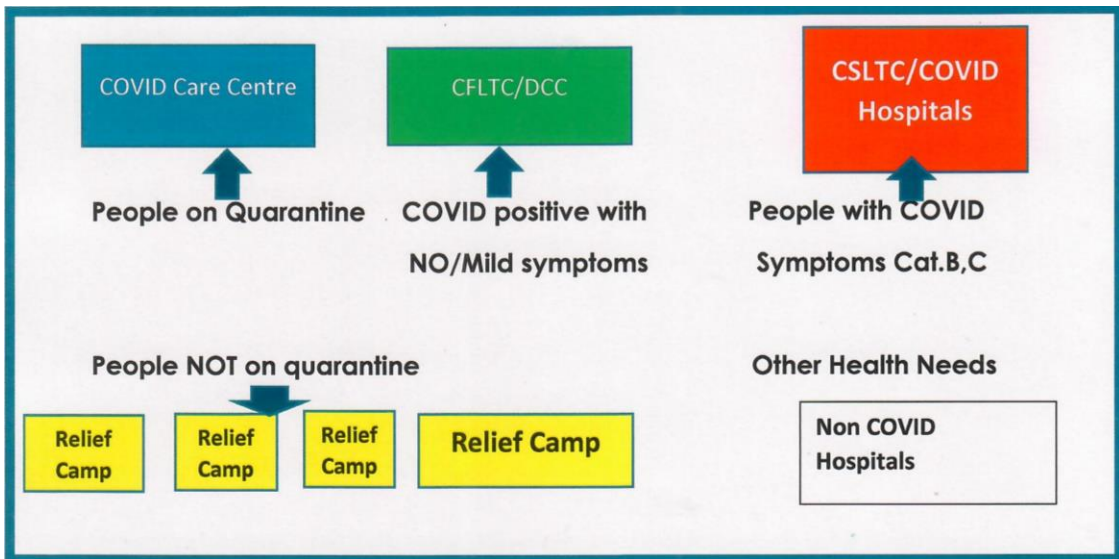 COVID Care Centre
CFLTC/DCC
CSLTC/COVID
Hospitals
People on Quarantine
COVID positive with
NO/Mild symptoms
People with COVID
Symptoms Cat.B,C
People NOT on quarantine
Other Health Needs
Relief
Camp
Relief
Camp
Relief
Camp
Relief Camp
Non COVID
Hospitals